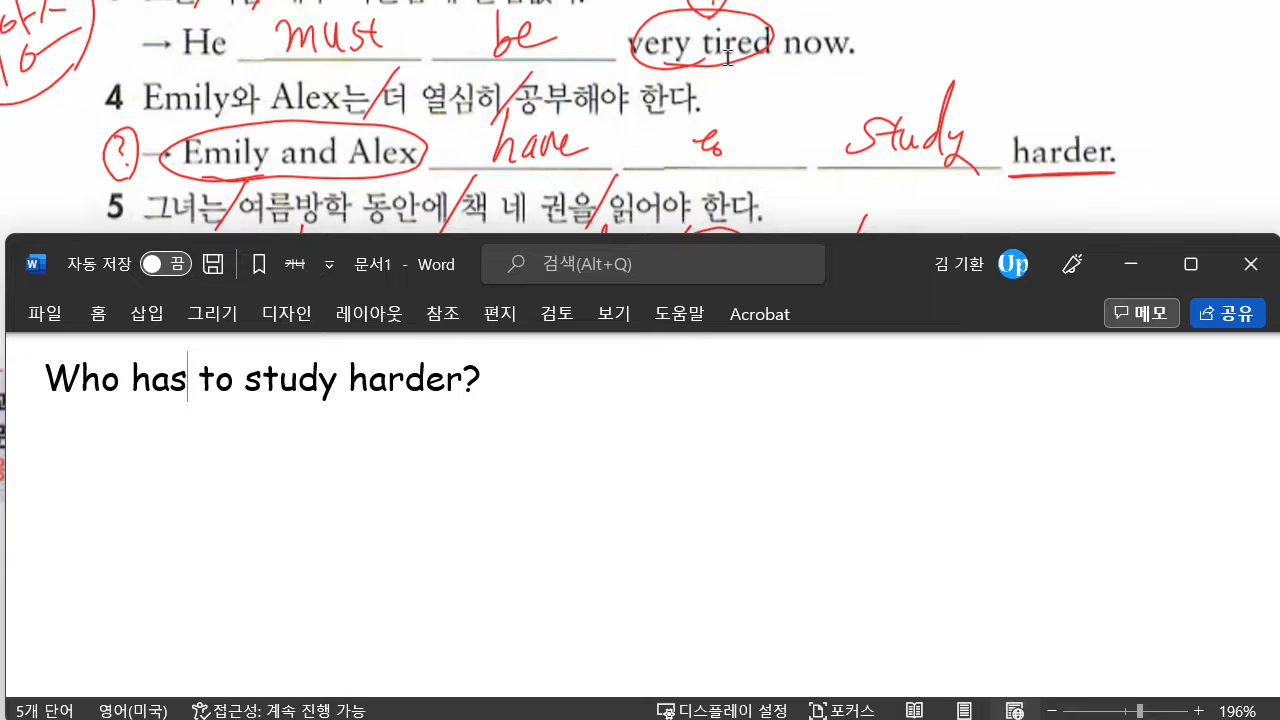 → He must be very tired now.
4 Emily와 Alex는 / 더 열심히 / 공부해야 한다.
? → Emily and Alex have to study harder.
5 그녀는 / 여름방학 동안에 / 책 네 권을 / 읽어야 한다.
자동 저장 끔 가나 문서1 - Word 검색(Alt+Q) 김 기환 Up
파일 홈 삽입 그리기 디자인 레이아웃 참조 편지 검토 보기 도움말 Acrobat 메모 공유
Who has to study harder?
5개 단어 영어(미국) 접근성: 계속 진행 가능 디스플레이 설정 포커스 196%